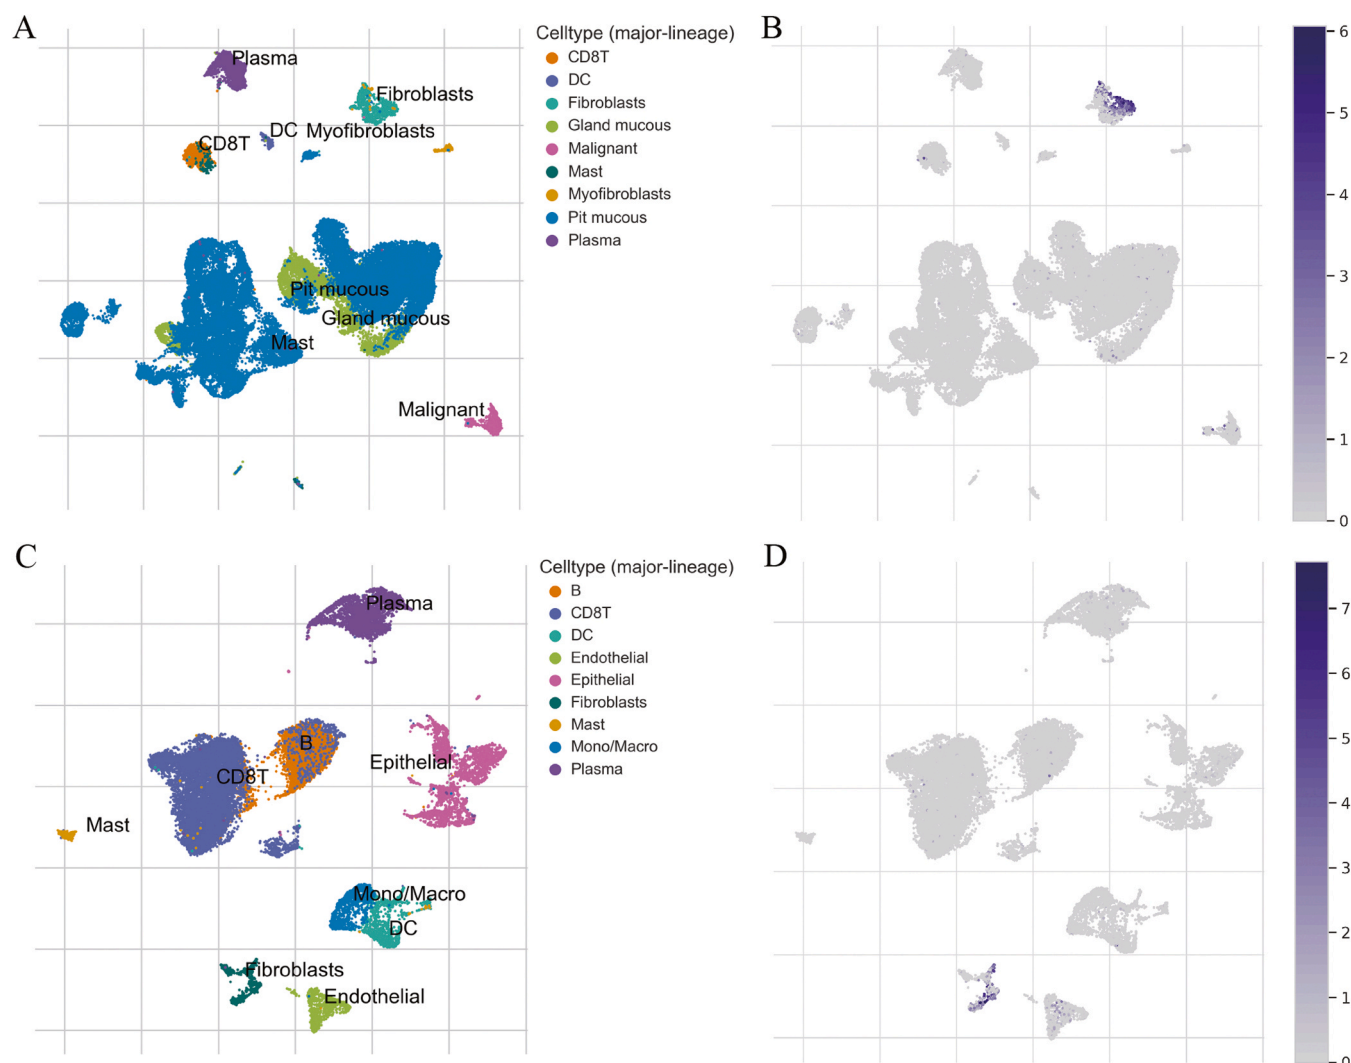 A
Plasma
Fibroblasts
DC
Myofibroblasts
CD8T
Pit mucous
Gland mucous
Mast
Malignant
Celltype (major-lineage)
CD8T
DC
Fibroblasts
Gland mucous
Malignant
Mast
Myofibroblasts
Pit mucous
Plasma
B
6
5
4
3
2
1
0
C
Plasma
B
CD8T
Epithelial
Mast
Mono/Macro
DC
Fibroblasts
Endothelial
Celltype (major-lineage)
B
CD8T
DC
Endothelial
Epithelial
Fibroblasts
Mast
Mono/Macro
Plasma
D
7
6
5
4
3
2
1
0